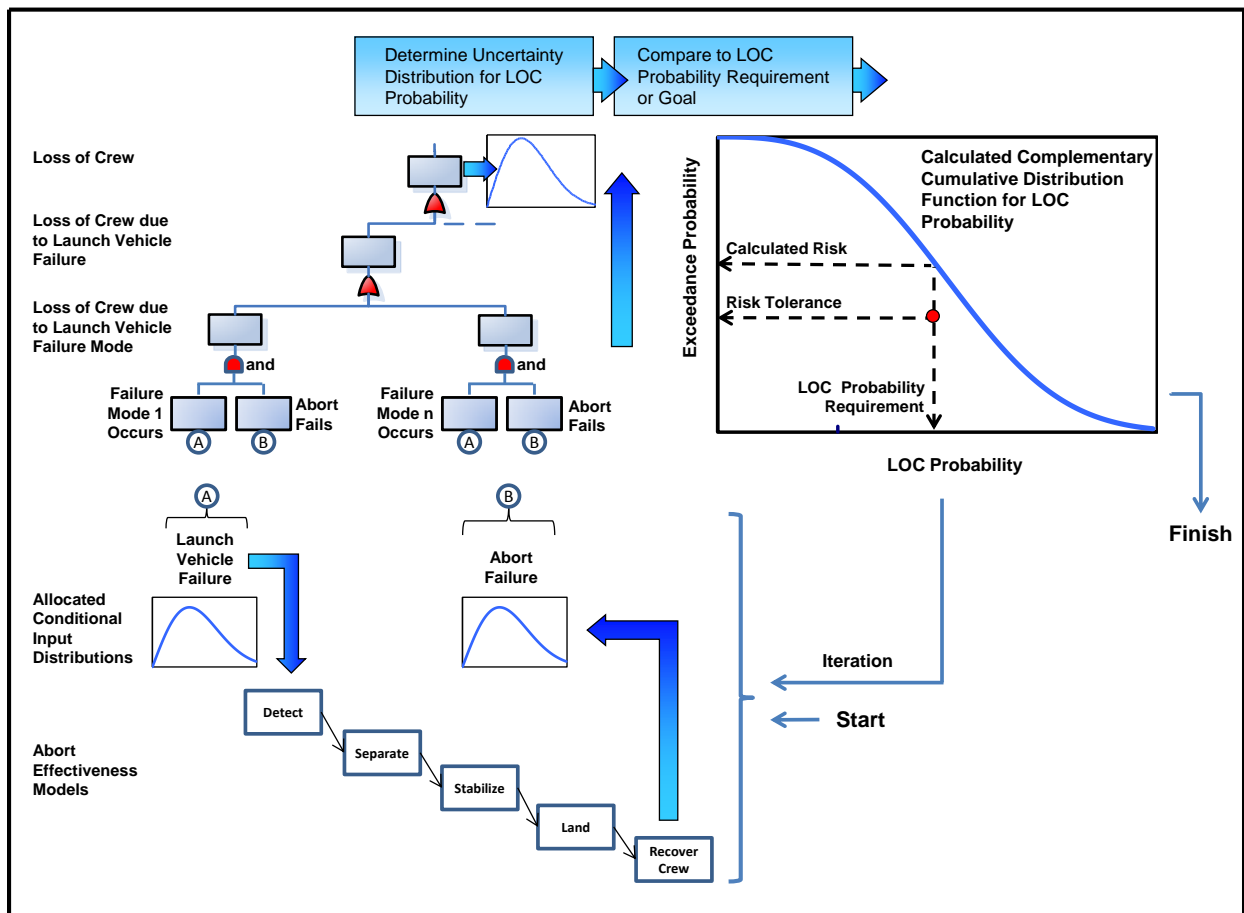 Determine Uncertainty
Distribution for LOC
Probability
Compare to LOC
Probability Requirement
or Goal
Loss of Crew
Loss of Crew due
to Launch Vehicle
Failure
Loss of Crew due
to Launch Vehicle
Failure Mode
and
and
Failure
Mode 1
Occurs
Abort
Fails
Failure
Mode n
Occurs
Abort
Fails
A
B
A
B
Exceedance Probability
Calculated Complementary
Cumulative Distribution
Function for LOC
Probability
Calculated Risk
Risk Tolerance
LOC Probability
Requirement
LOC Probability
Finish
A
B
Launch
Vehicle
Failure
Abort
Failure
Allocated
Conditional
Input
Distributions
Iteration
Start
Abort
Effectiveness
Models
Detect
Separate
Stabilize
Land
Recover
Crew